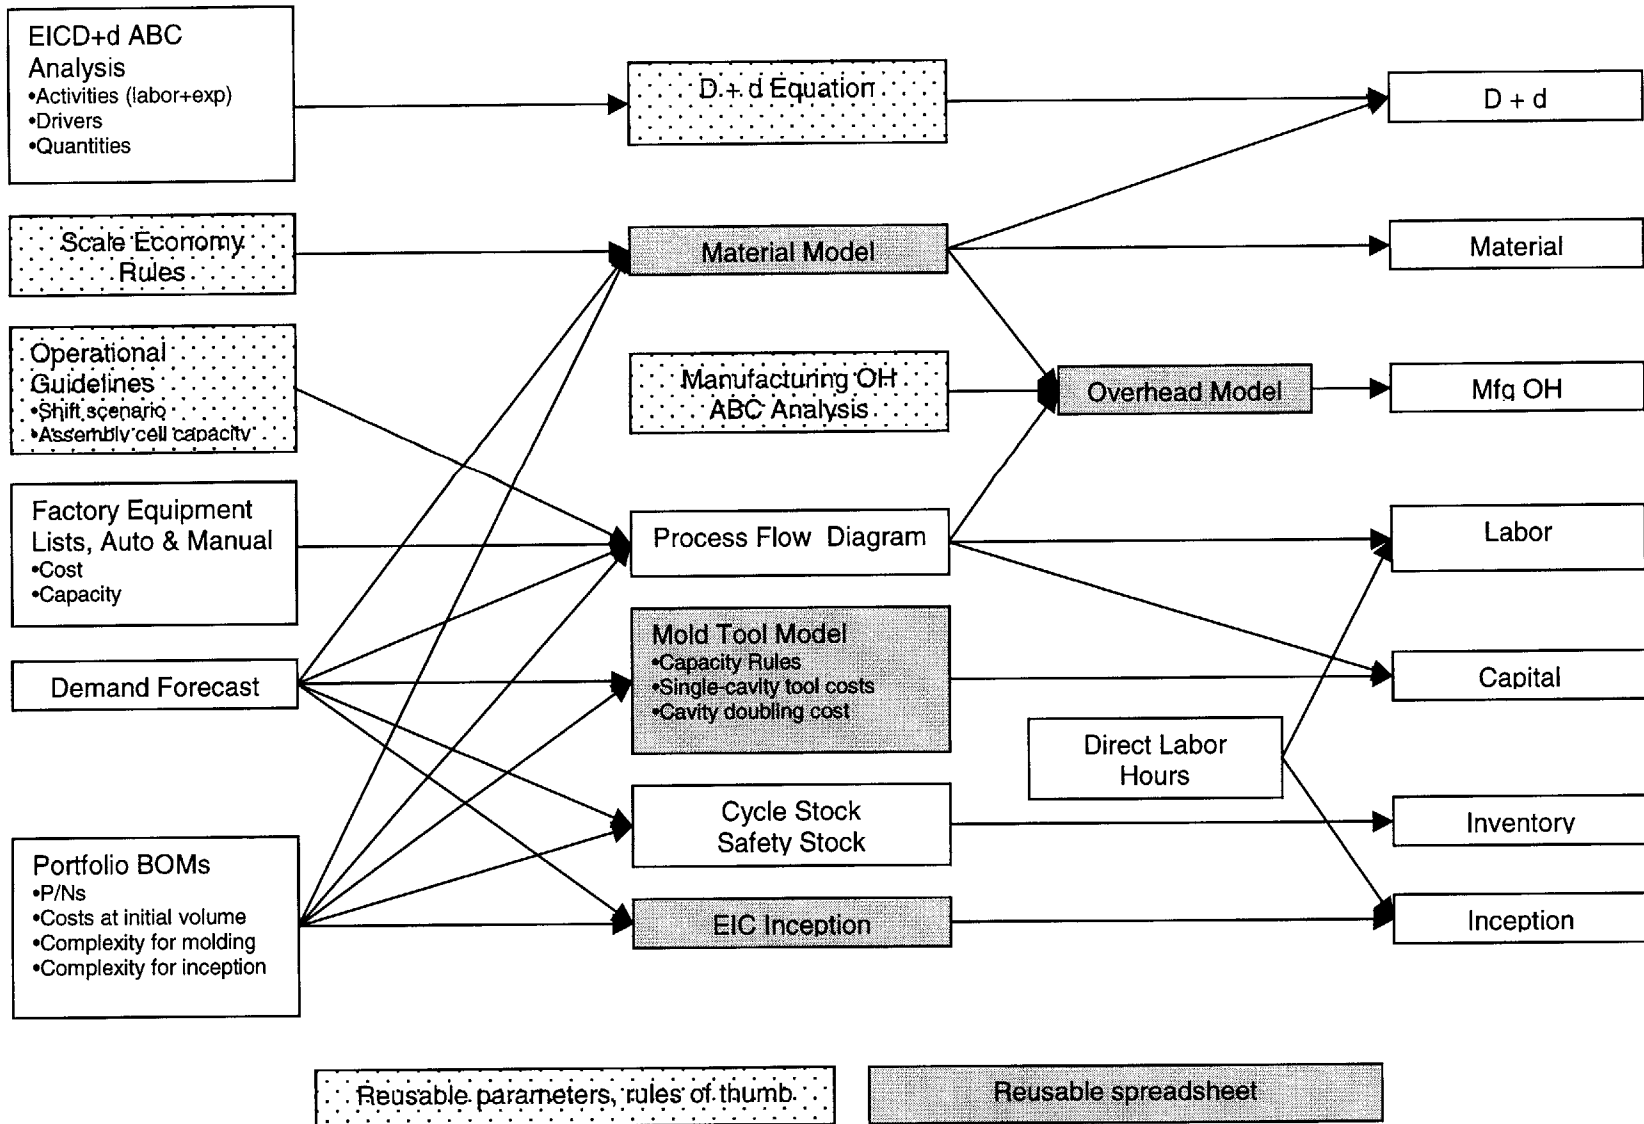 EICD+d ABC
Analysis
•Activities (labor+exp)
•Drivers
•Quantities
Scale Economy
Rules
Operational
Guidelines
•Shift scenario
•Assembly cell capacity
Factory Equipment
Lists, Auto & Manual
•Cost
•Capacity
Demand Forecast
Portfolio BOMs
•P/Ns
•Costs at initial volume
•Complexity for molding
•Complexity for inception
D + d Equation
Material Model
Manufacturing OH
ABC Analysis
Overhead Model
Process Flow Diagram
Mold Tool Model
•Capacity Rules
•Single-cavity tool costs
•Cavity doubling cost
Direct Labor
Hours
Cycle Stock
Safety Stock
EIC Inception
D + d
Material
Mfg OH
Labor
Capital
Inventory
Inception
Reusable parameters, rules of thumb
Reusable spreadsheet